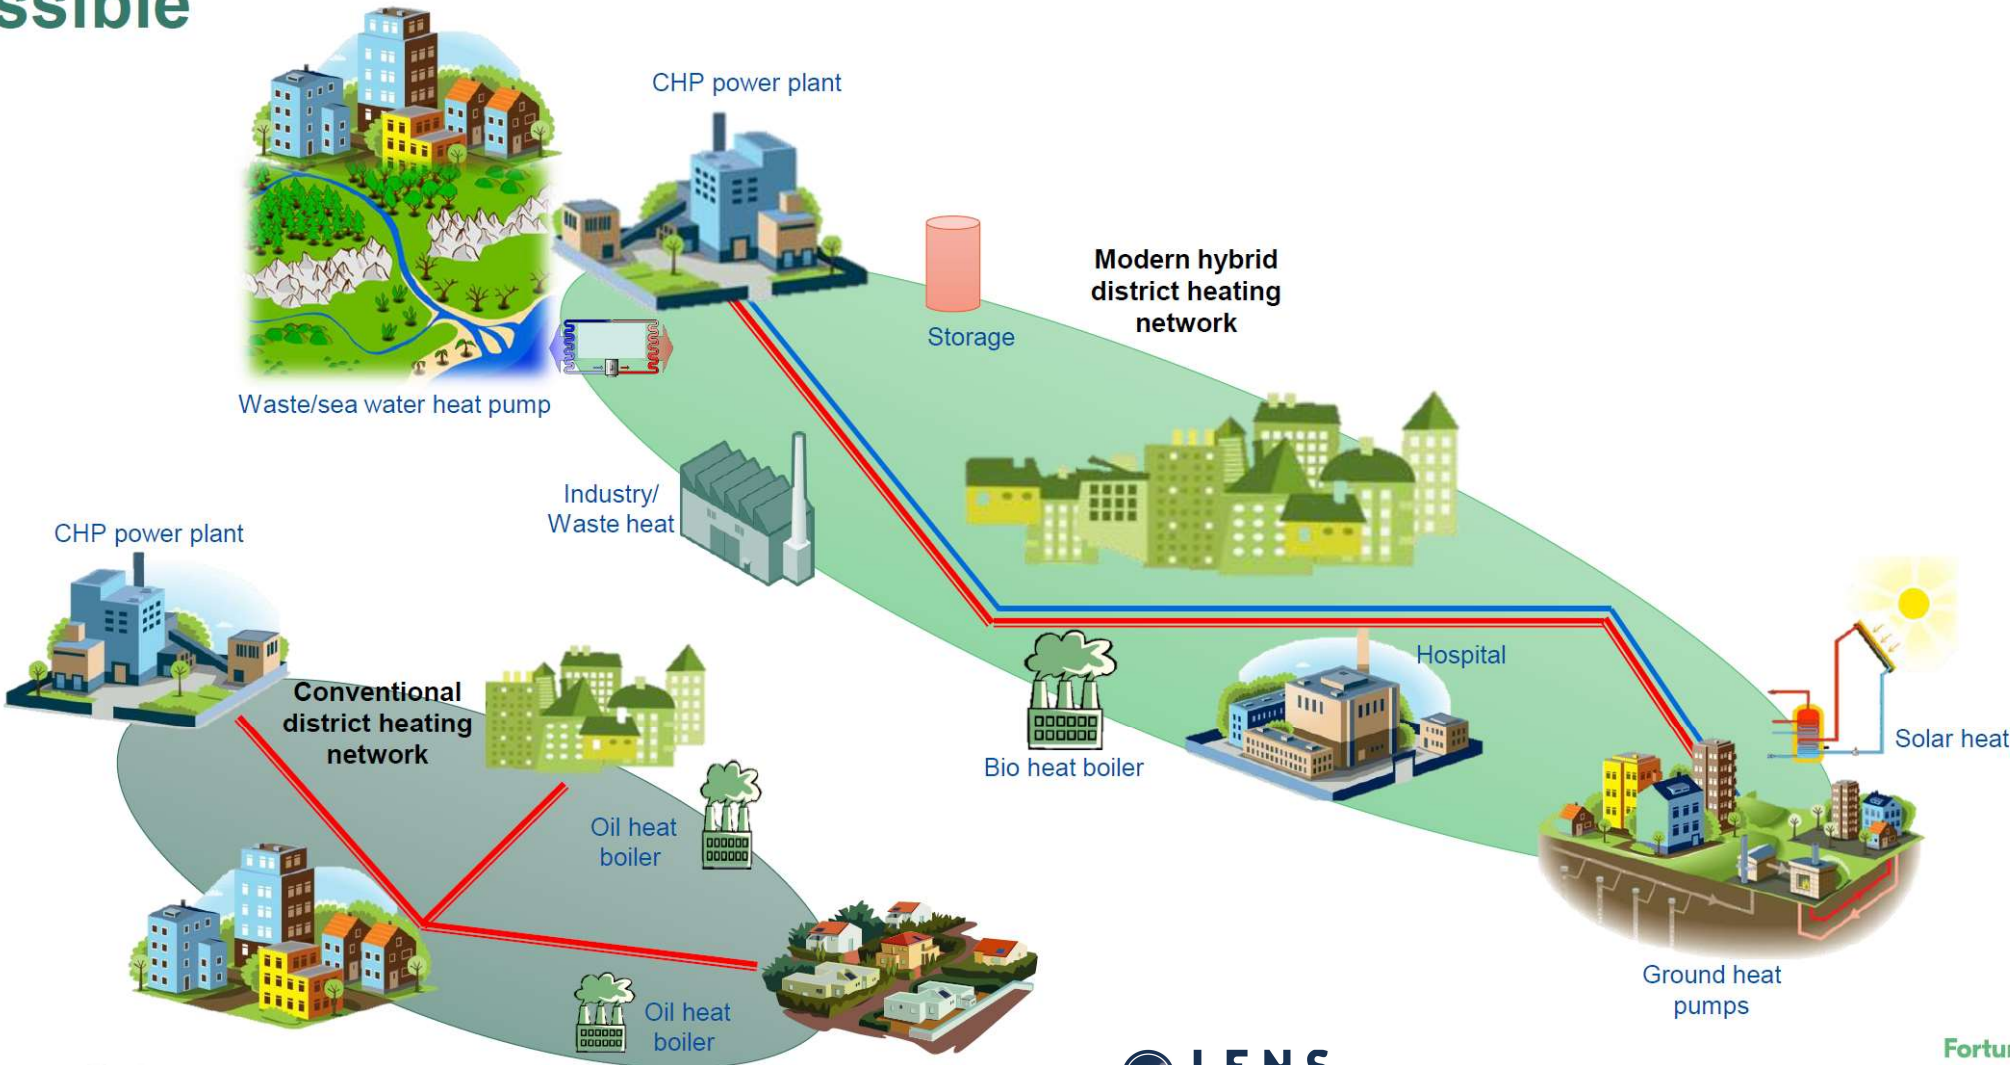 CHP power plant
Modern hybrid
district heating
network
Storage
Waste/sea water heat pump
Industry/
Waste heat
CHP power plant
Hospital
Conventional
district heating
network
Solar heat
Bio heat boiler
Oil heat
boiler
Ground heat
pumps
Oil heat
boiler
LENS